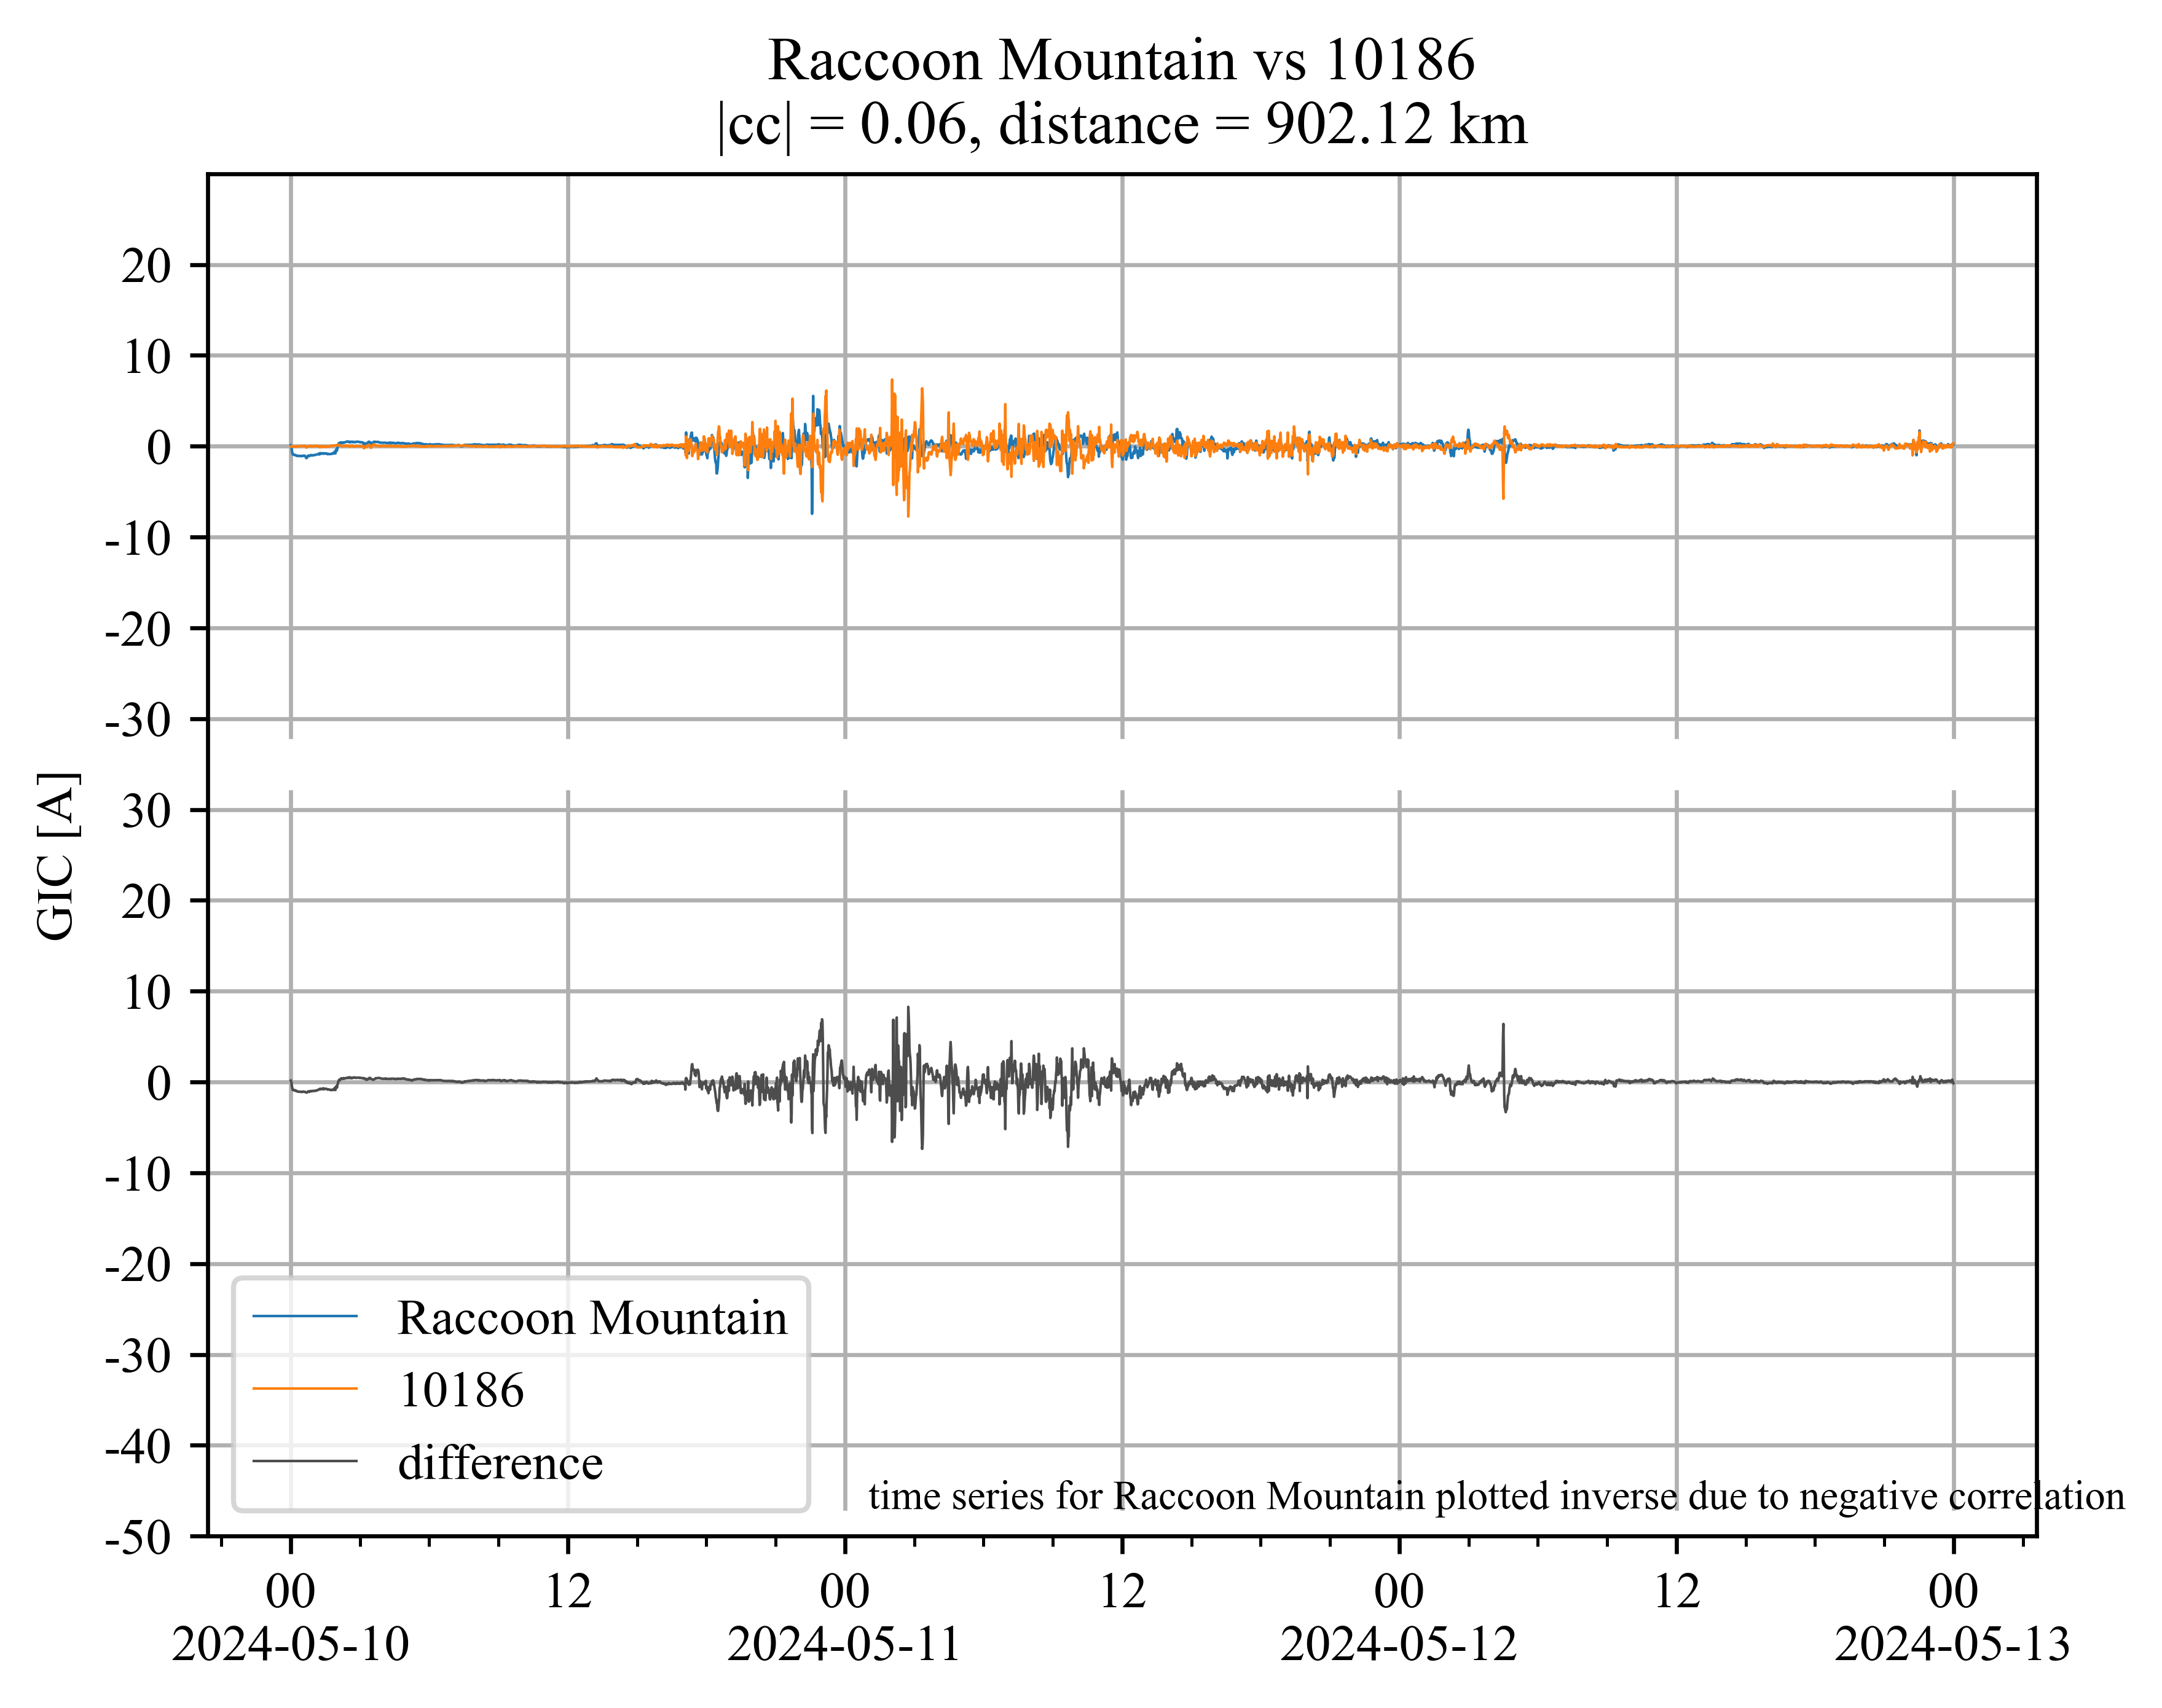 Raccoon Mountain vs 10186
|cc| = 0.06, distance = 902.12 km
20
10
0
-10
-20
-30
GIC [A]
30
20
10
0
-10
-20
-30
-40
-50
Raccoon Mountain
10186
difference
time series for Raccoon Mountain plotted inverse due to negative correlation
00 12 00 12 00 12 00
2024-05-10 2024-05-11 2024-05-12 2024-05-13